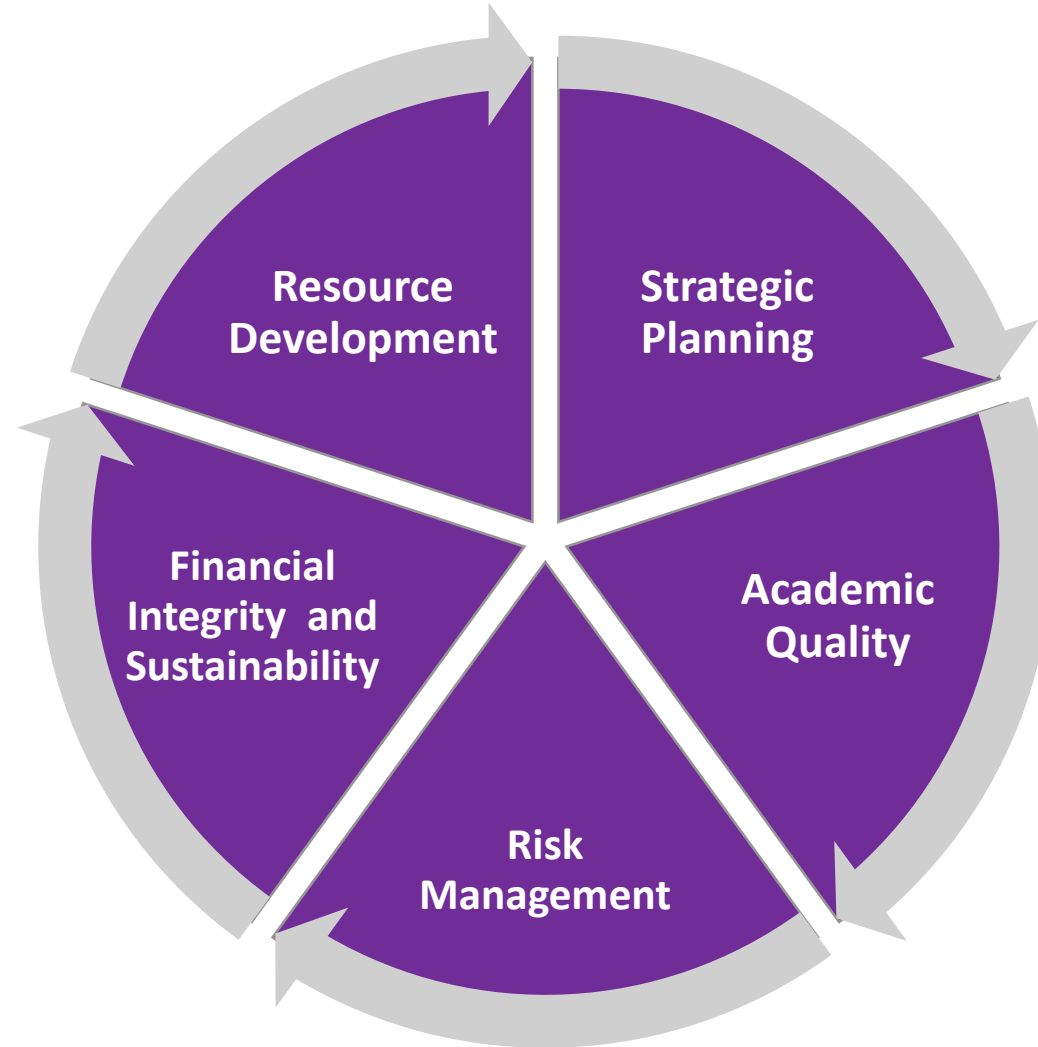 Resource
Development
Strategic
Planning
Financial
Integrity  and
Sustainability
Academic
Quality
Risk
Management